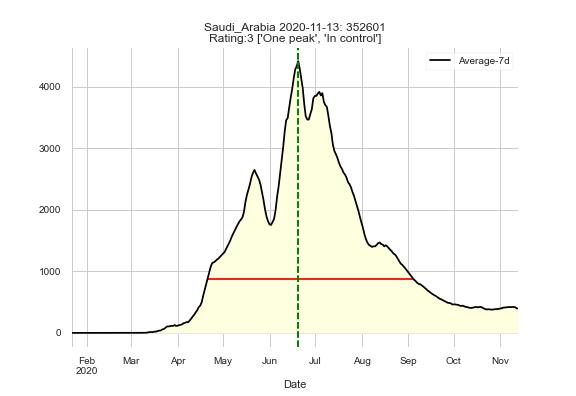 Saudi_Arabia 2020-11-13: 352601
Rating:3 ['One peak', 'In control']
Average-7d
4000
3000
2000
1000
0
Feb Mar Apr May Jun Jul Aug Sep Oct Nov
2020
Date